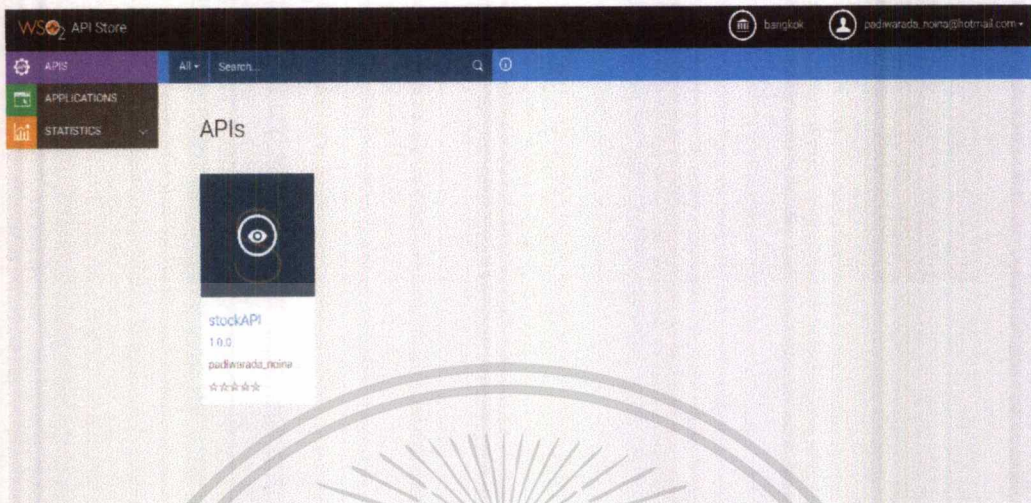 WSO2 API Store
bangkok
padiwarada_noina@hotmail.com
APIS
All
Search...
APPLICATIONS
STATISTICS
APIs
stockAPI
1.0.0
padiwarada_noina